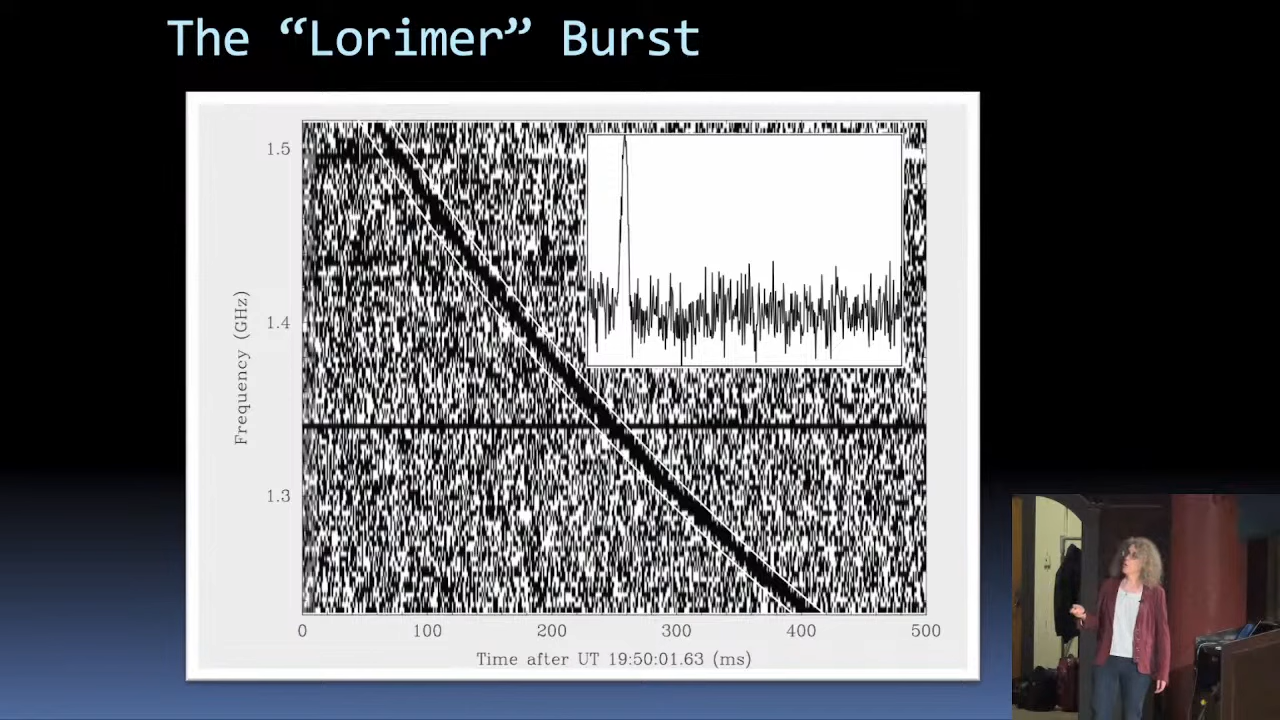 The “Lorimer” Burst
1.5
1.4
1.3
Frequency (GHz)
0 100 200 300 400 500
Time after UT 19:50:01.63 (ms)